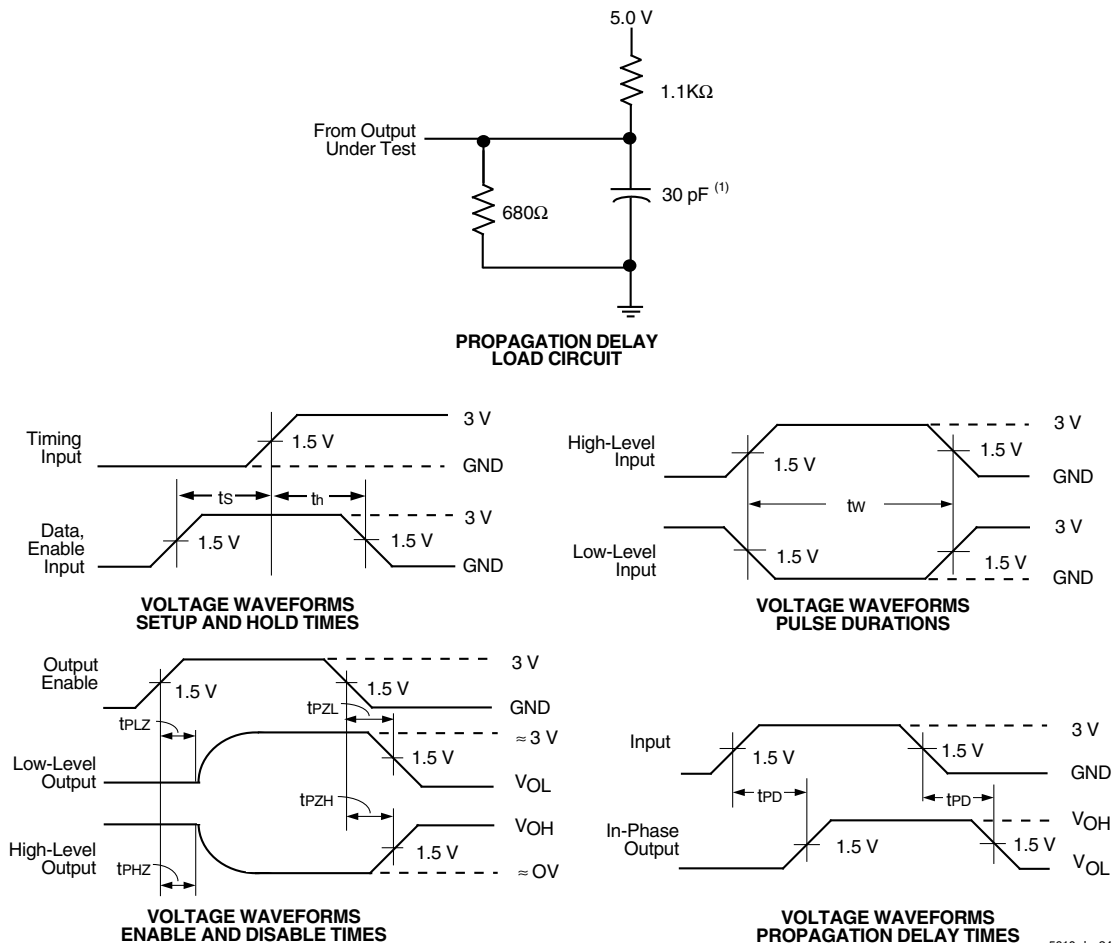 5.0 V
1.1KΩ
From Output
Under Test
30 pF (1)
680Ω
PROPAGATION DELAY
LOAD CIRCUIT
Timing
Input
3 V
1.5 V
GND
tS
th
Data,
Enable
Input
3 V
1.5 V
1.5 V
GND
VOLTAGE WAVEFORMS
SETUP AND HOLD TIMES
High-Level
Input
3 V
1.5 V
1.5 V
GND
tW
Low-Level
Input
3 V
1.5 V
1.5 V
GND
VOLTAGE WAVEFORMS
PULSE DURATIONS
Output
Enable
3 V
1.5 V
1.5 V
GND
tPLZ
tPZL
≈ 3 V
Low-Level
Output
1.5 V
VOL
tPZH
VOH
High-Level
Output
1.5 V
tPHZ
≈ OV
VOLTAGE WAVEFORMS
ENABLE AND DISABLE TIMES
Input
3 V
1.5 V
1.5 V
GND
tPD
tPD
In-Phase
Output
VOH
1.5 V
1.5 V
VOL
VOLTAGE WAVEFORMS
PROPAGATION DELAY TIMES